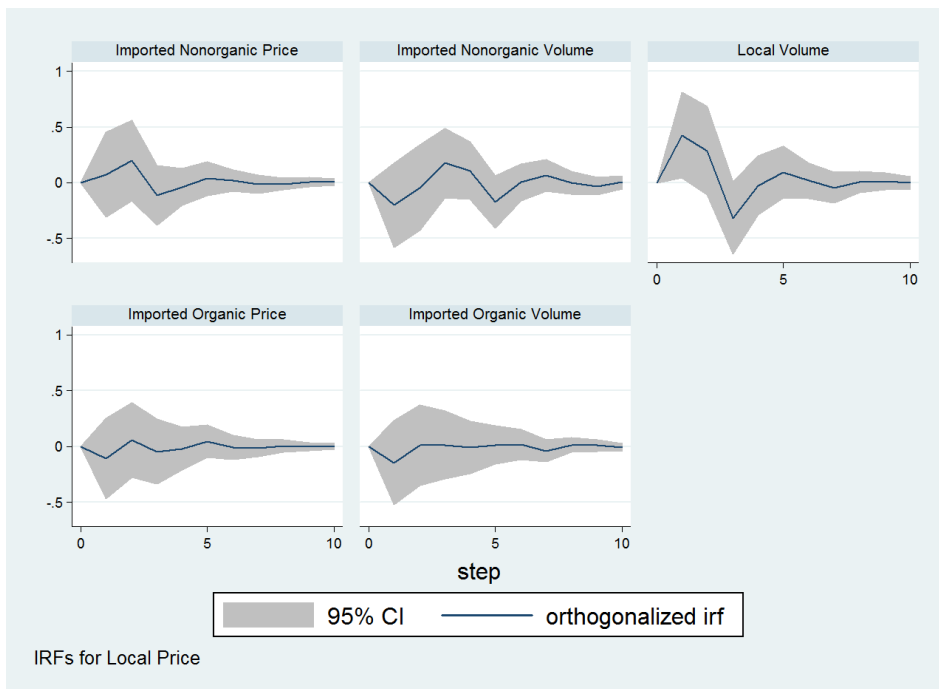 Imported Nonorganic Price
Imported Nonorganic Volume
Local Volume
1
.5
0
-.5
0
5
10
Imported Organic Price
Imported Organic Volume
1
.5
0
-.5
0
5
10
0
5
10
step
95% CI
orthogonalized irf
IRFs for Local Price